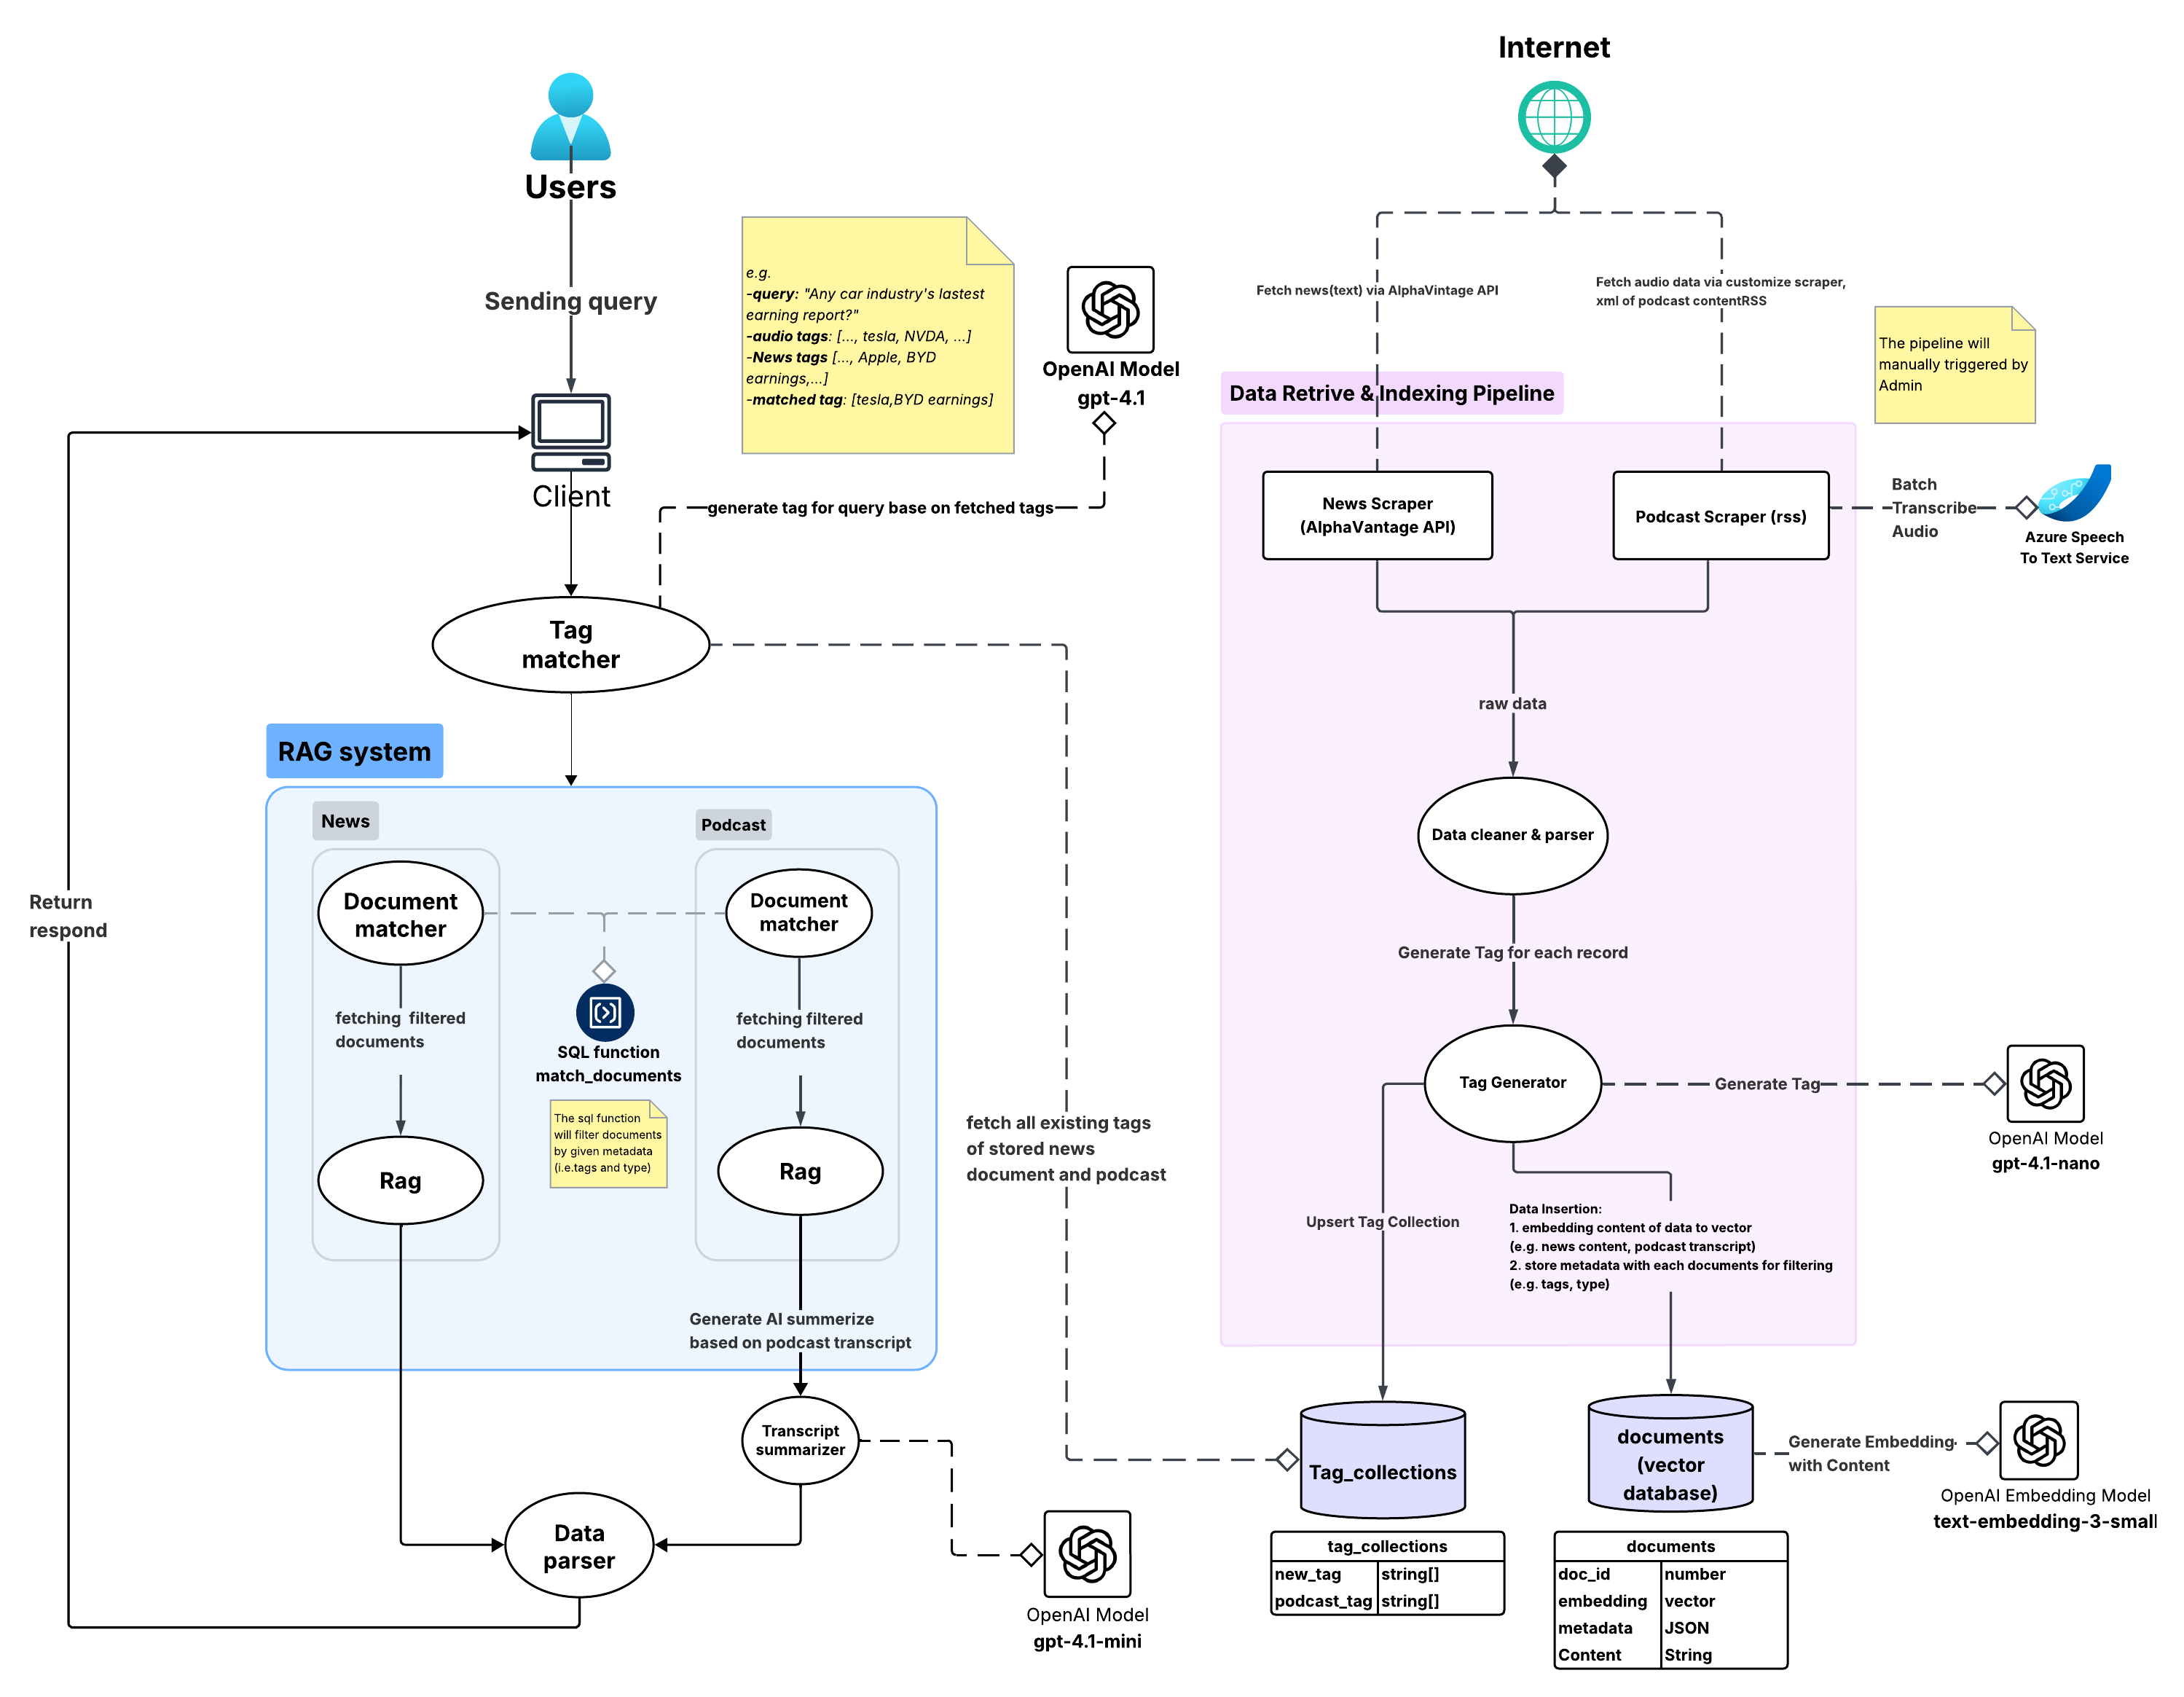 Internet
Users
Sending query
e.g.
-query: "Any car industry's lastest
earning report?"
-audio tags: [..., tesla, NVDA, ...]
-News tags [..., Apple, BYD
earnings,...]
-matched tag: [tesla,BYD earnings]
OpenAI Model
gpt-4.1
Fetch news(text) via AlphaVintage API
Fetch audio data via customize scraper,
xml of podcast contentRSS
The pipeline will
manually triggered by
Admin
Data Retrive & Indexing Pipeline
Client
generate tag for query base on fetched tags
News Scraper
(AlphaVantage API)
Podcast Scraper (rss)
Batch
Transcribe
Audio
Azure Speech
To Text Service
Tag
matcher
raw data
RAG system
News
Podcast
Data cleaner & parser
Document
matcher
Document
matcher
Return
respond
Generate Tag for each record
fetching filtered
documents
fetching filtered
documents
SQL function
match_documents
The sql function
will filter documents
by given metadata
(i.e.tags and type)
Rag
Rag
fetch all existing tags
of stored news
document and podcast
Tag Generator
Generate Tag
OpenAI Model
gpt-4.1-nano
Upsert Tag Collection
Data Insertion:
1. embedding content of data to vector
(e.g. news content, podcast transcript)
2. store metadata with each documents for filtering
(e.g. tags, type)
Generate AI summerize
based on podcast transcript
Transcript
summarizer
Tag_collections
documents
(vector
database)
Generate Embedding
with Content
OpenAI Embedding Model
text-embedding-3-small
Data
parser
OpenAI Model
gpt-4.1-mini
tag_collections
new_tag string[]
podcast_tag string[]
documents
doc_id number
embedding vector
metadata JSON
Content String